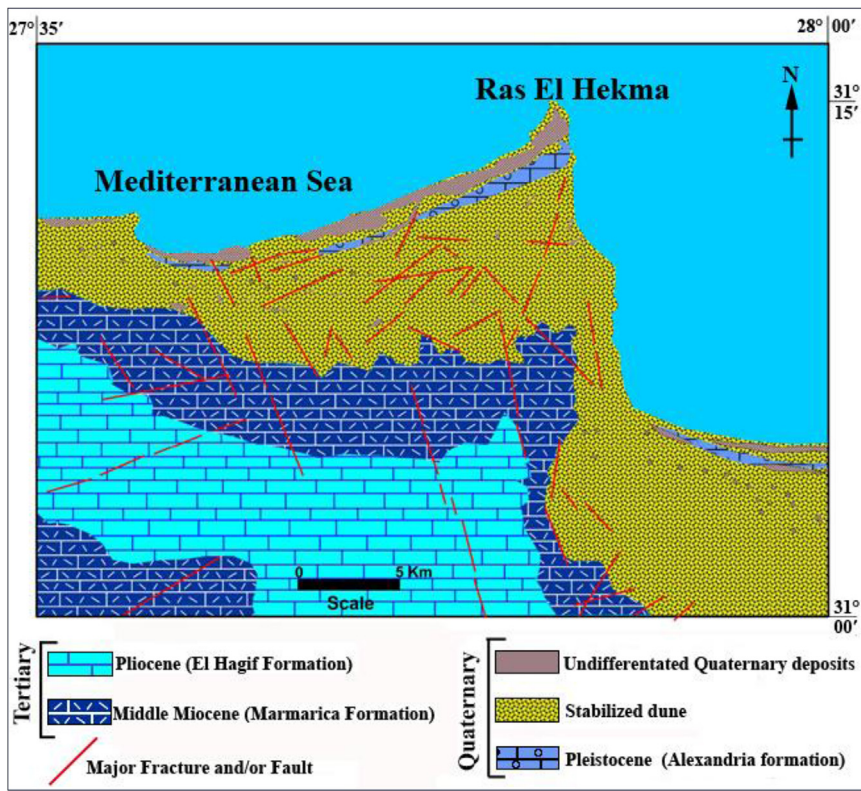 27° 35′
28° 00′
Ras El Hekma
N
31°
15′
Mediterranean Sea
0 5 Km
Scale
31°
00′
Tertiary
Pliocene (El Hagif Formation)
Middle Miocene (Marmarica Formation)
Major Fracture and/or Fault
Quaternary
Undifferentated Quaternary deposits
Stabilized dune
Pleistocene (Alexandria formation)